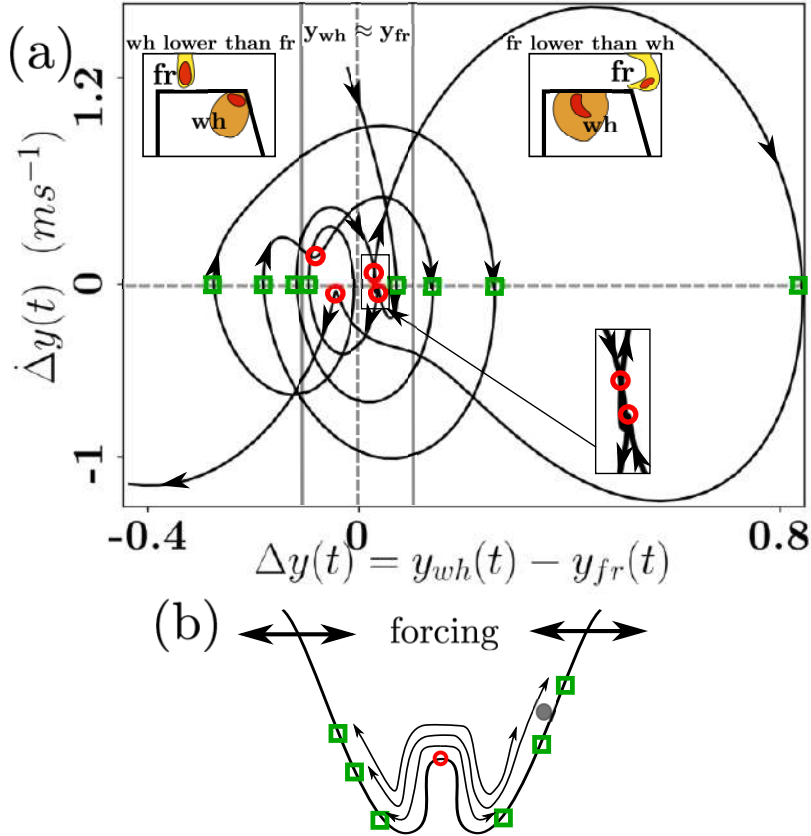 (a)
wh lower than fr
y_wh ≈ y_fr
fr lower than wh
fr
wh
fr
wh
1.2
0
-1
Δ̇y(t) (ms⁻¹)
-0.4
0
0.8
Δy(t) = y_wh(t) − y_fr(t)
(b)
forcing